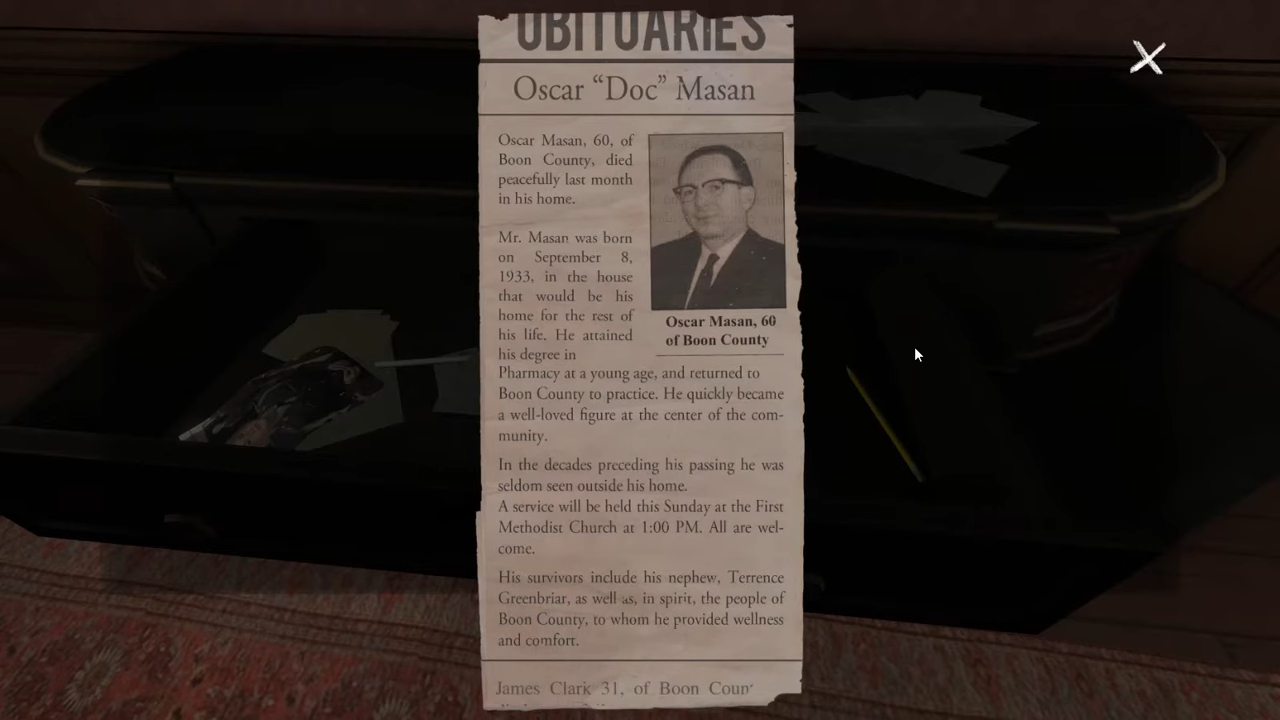 OBITUARIES
Oscar “Doc” Masan
Oscar Masan, 60, of
Boon County, died
peacefully last month
in his home.
Mr. Masan was born
on September 8,
1933, in the house
that would be his
home for the rest of
his life. He attained
his degree in
Oscar Masan, 60
of Boon County
Pharmacy at a young age, and returned to
Boon County to practice. He quickly became
a well-loved figure at the center of the com-
munity.
In the decades preceding his passing he was
seldom seen outside his home.
A service will be held this Sunday at the First
Methodist Church at 1:00 PM. All are wel-
come.
His survivors include his nephew, Terrence
Greenbriar, as well as, in spirit, the people of
Boon County, to whom he provided wellness
and comfort.
James Clark 31, of Boon